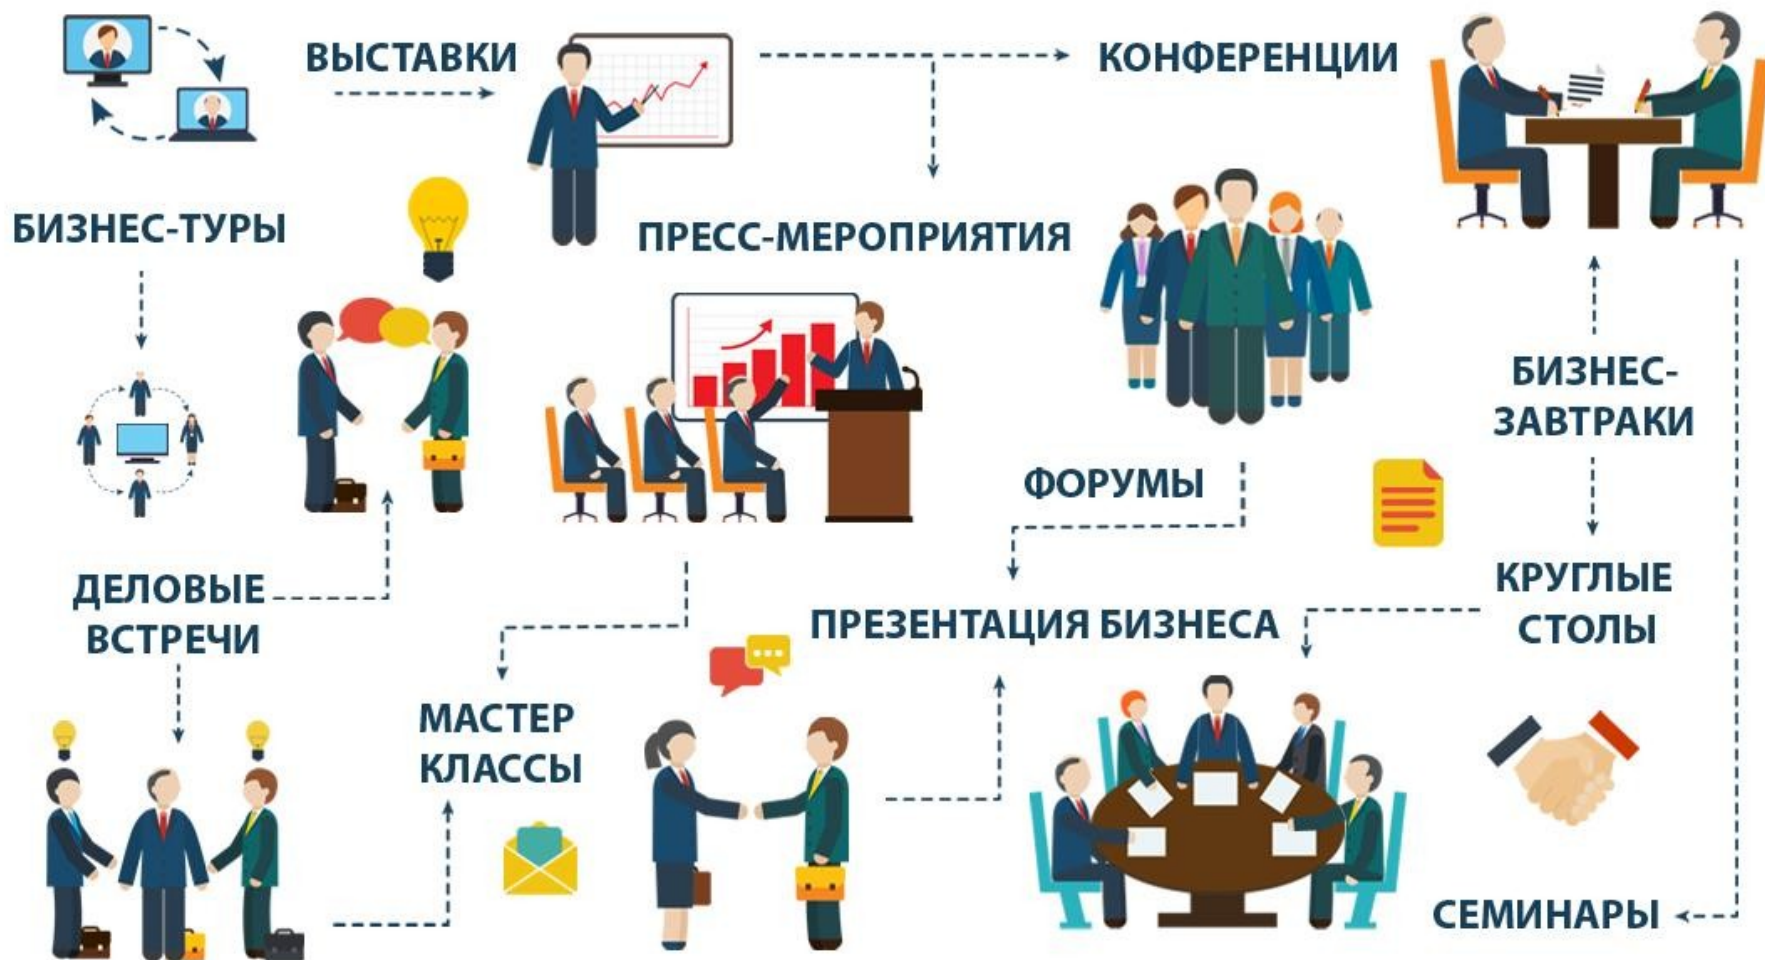 ВЫСТАВКИ
КОНФЕРЕНЦИИ
БИЗНЕС-ТУРЫ
ПРЕСС-МЕРОПРИЯТИЯ
БИЗНЕС-
ЗАВТРАКИ
ФОРУМЫ
ДЕЛОВЫЕ
ВСТРЕЧИ
ПРЕЗЕНТАЦИЯ БИЗНЕСА
КРУГЛЫЕ
СТОЛЫ
МАСТЕР
КЛАССЫ
СЕМИНАРЫ